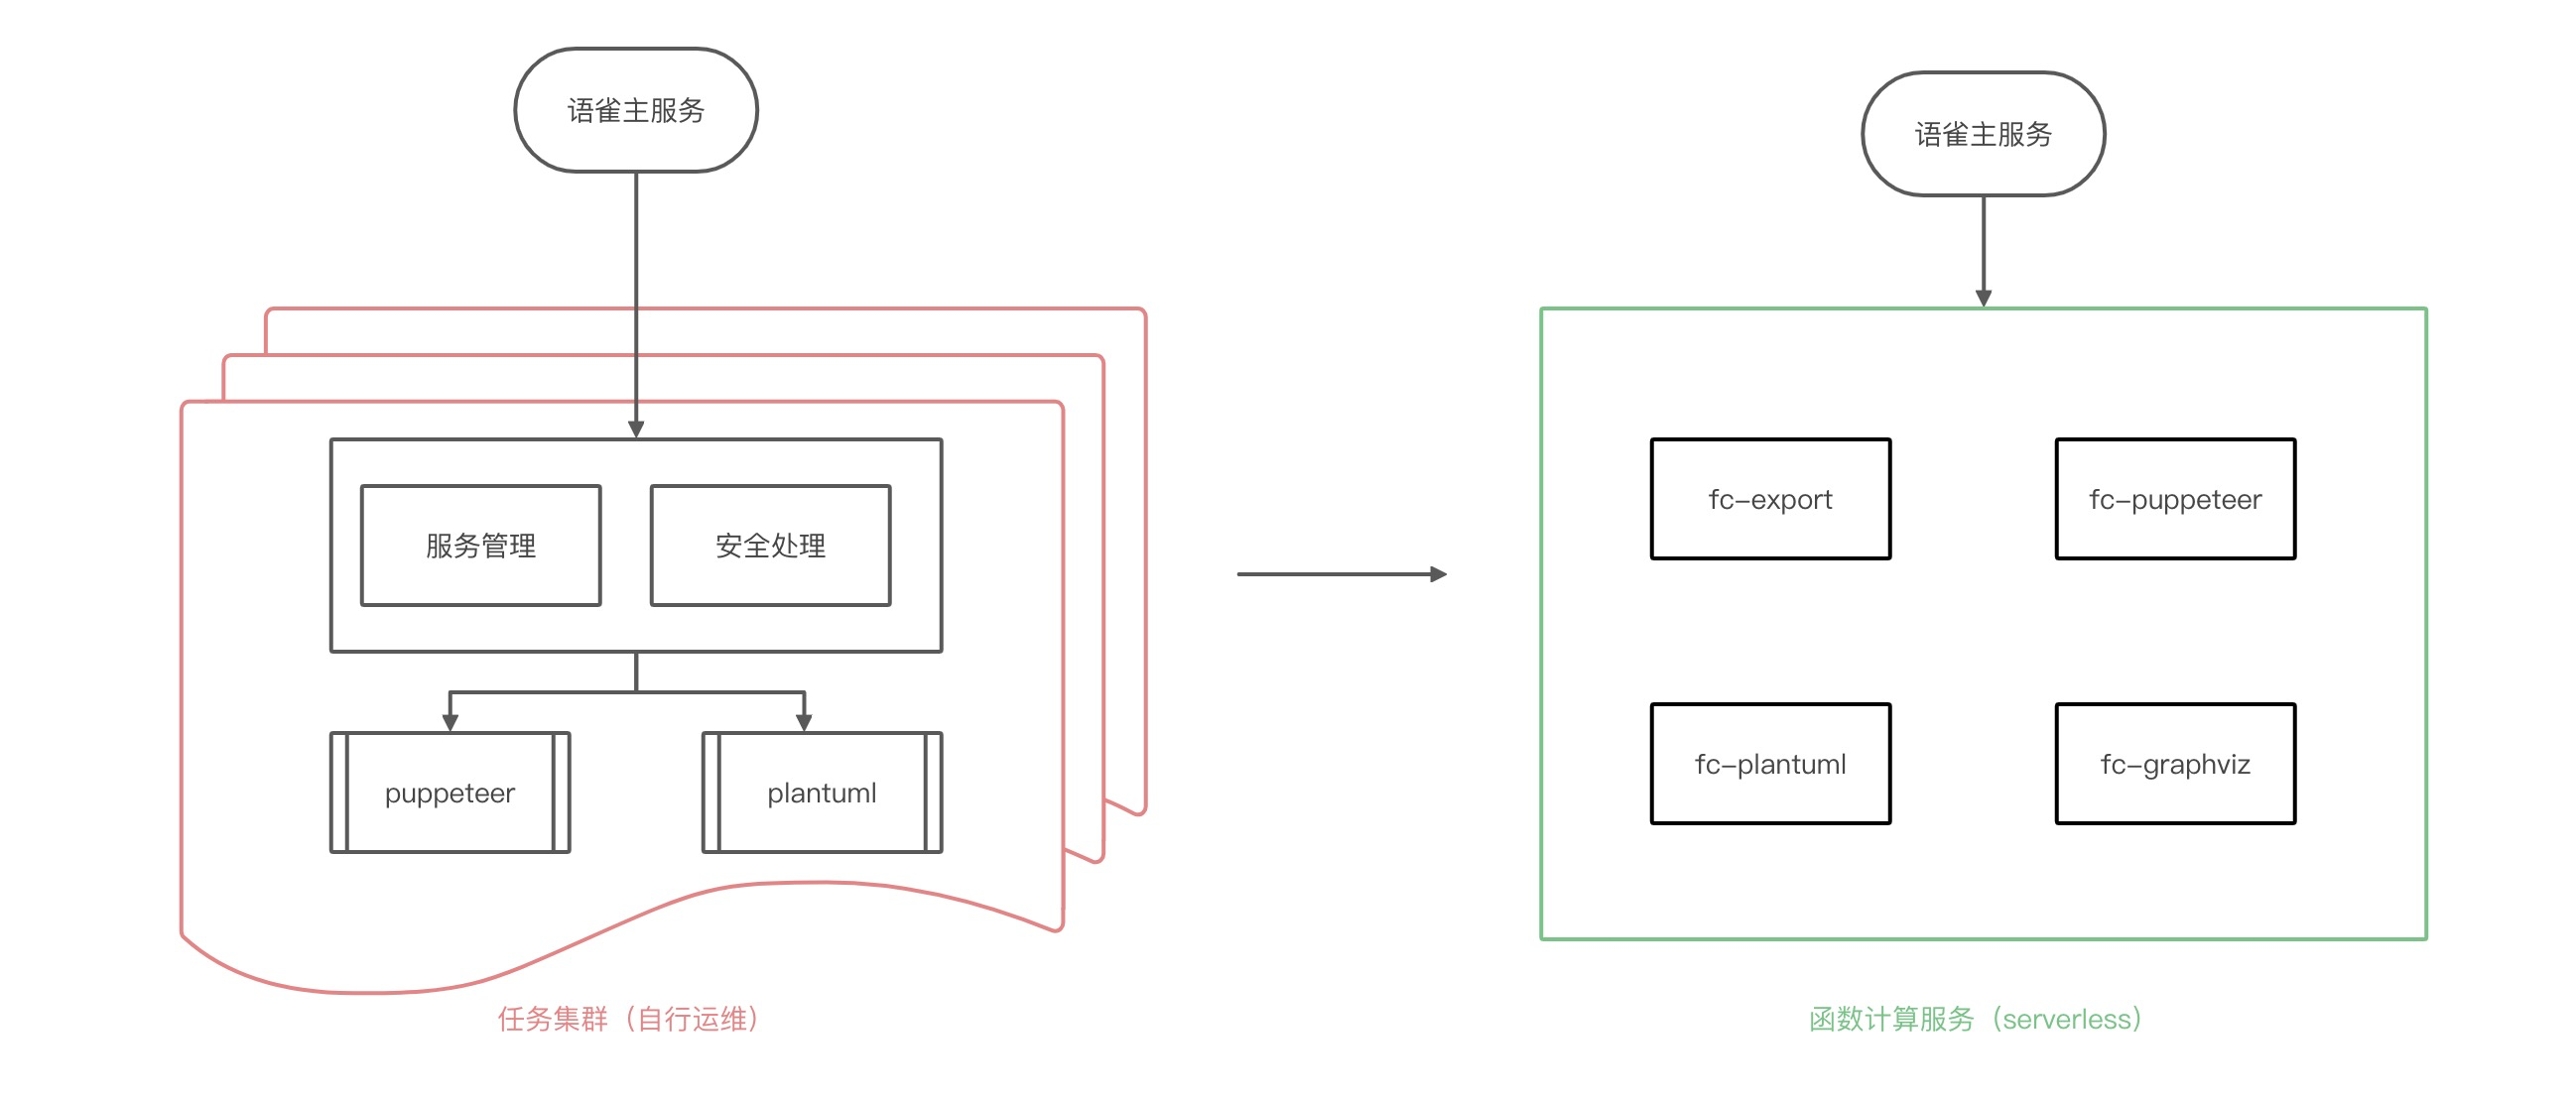 语雀主服务
服务管理
安全处理
puppeteer
plantuml
任务集群（自行运维）
语雀主服务
fc-export
fc-puppeteer
fc-plantuml
fc-graphviz
函数计算服务（serverless）